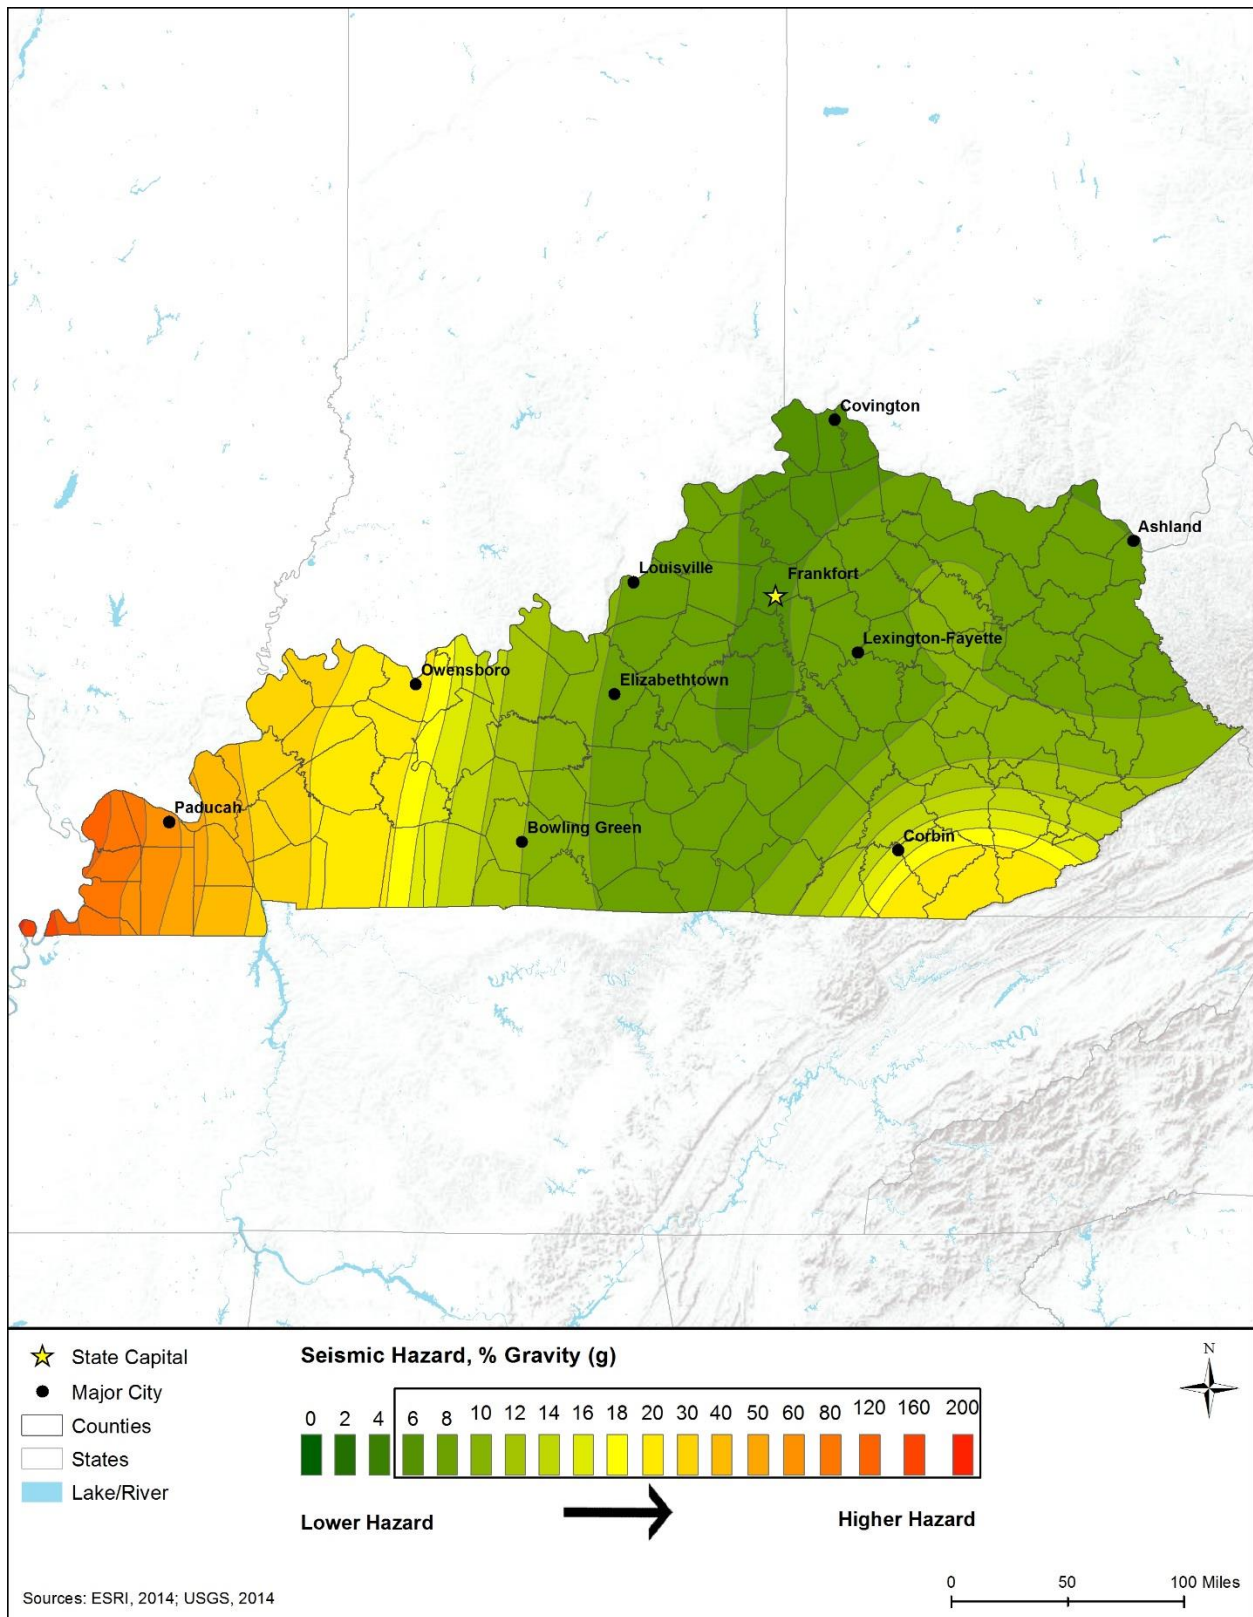 Covington
Ashland
Louisville
Frankfort
Lexington-Fayette
Owensboro
Elizabethtown
Paducah
Bowling Green
Corbin
State Capital
Major City
Counties
States
Lake/River
Seismic Hazard, % Gravity (g)
0 2 4 6 8 10 12 14 16 18 20 30 40 50 60 80 120 160 200
Lower Hazard
Higher Hazard
N
Sources: ESRI, 2014; USGS, 2014
0 50 100 Miles